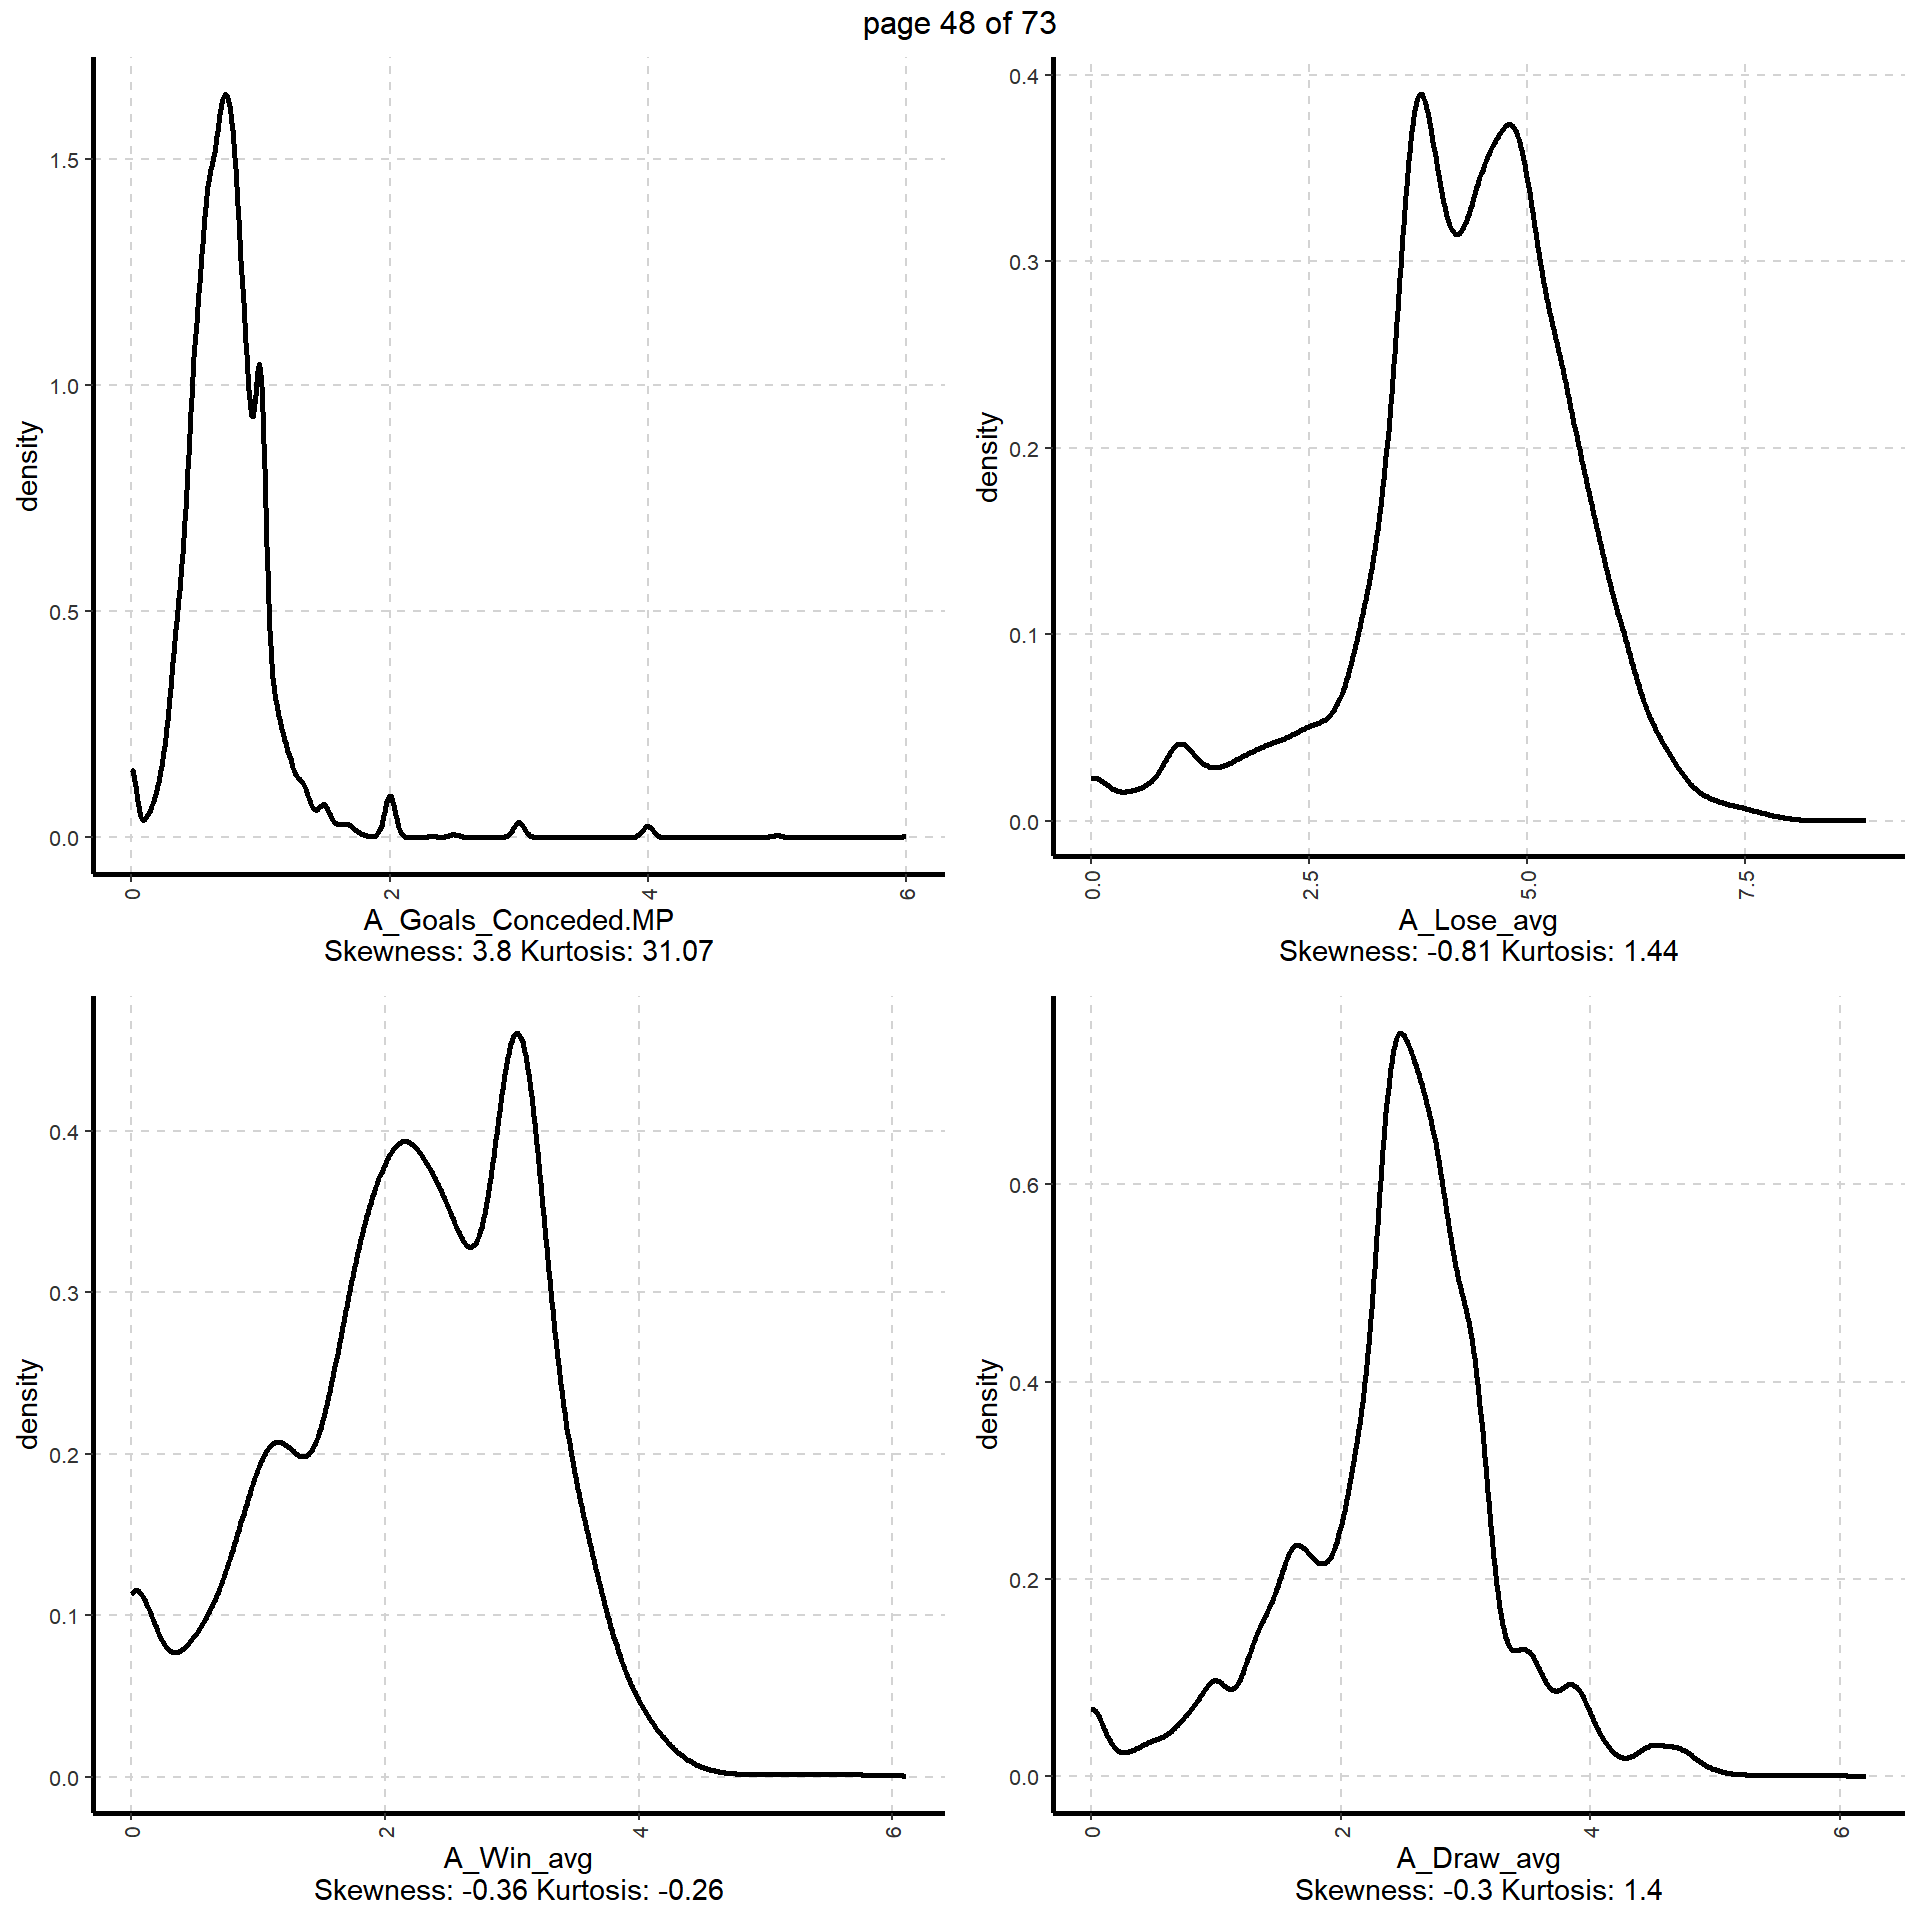 page 48 of 73
density
1.5
1.0
0.5
0.0
0
2
4
6
A_Goals_Conceded.MP
Skewness: 3.8 Kurtosis: 31.07
density
0.4
0.3
0.2
0.1
0.0
0.0
2.5
5.0
7.5
A_Lose_avg
Skewness: -0.81 Kurtosis: 1.44
density
0.4
0.3
0.2
0.1
0.0
0
2
4
6
A_Win_avg
Skewness: -0.36 Kurtosis: -0.26
density
0.6
0.4
0.2
0.0
0
2
4
6
A_Draw_avg
Skewness: -0.3 Kurtosis: 1.4